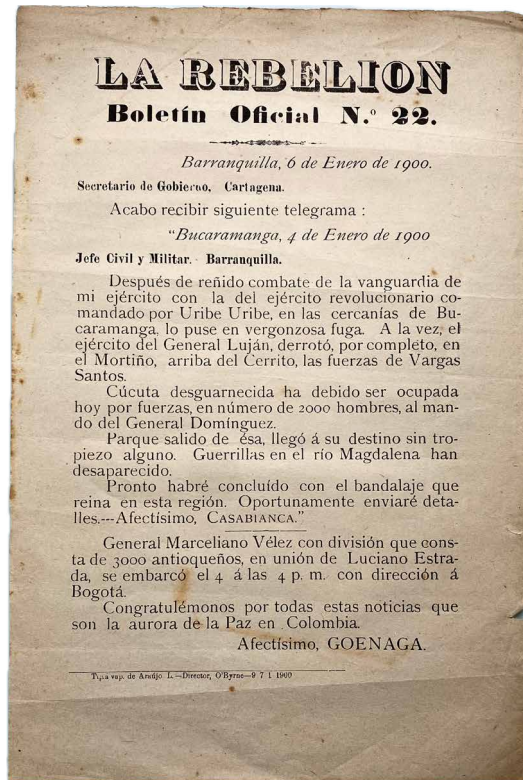 LA REBELION
Boletín Oficial N.º 22.
Barranquilla, 6 de Enero de 1900.
Secretario de Gobierno, Cartagena.
Acabo recibir siguiente telegrama :
“Bucaramanga, 4 de Enero de 1900
Jefe Civil y Militar.- Barranquilla.
Después de reñido combate de la vanguardia de
mi ejército con la del ejército revolucionario co-
mandado por Uribe Uribe, en las cercanías de Bu-
caramanga, lo puse en vergonzosa fuga. A la vez, el
ejército del General Luján, derrotó, por completo, en
el Mortiño, arriba del Cerrito, las fuerzas de Vargas
Santos.
Cúcuta desguarnecida ha debido ser ocupada
hoy por fuerzas, en número de 2000 hombres, al man-
do del General Domínguez.
Parque salido de ésa, llegó á su destino sin tro-
piezo alguno. Guerrillas en el río Magdalena han
desaparecido.
Pronto habré concluído con el bandalaje que
reina en esta región. Oportunamente enviaré deta-
lles.---Afectísimo, CASABIANCA.”
General Marceliano Vélez con división que cons-
ta de 3000 antioqueños, en unión de Luciano Estra-
da, se embarcó el 4 á las 4 p. m. con dirección á
Bogotá.
Congratulémonos por todas estas noticias que
son la aurora de la Paz en Colombia.
Afectísimo, GOENAGA.
vap. de Araújo L.—Director, O'Byrne—9 7 1 1900